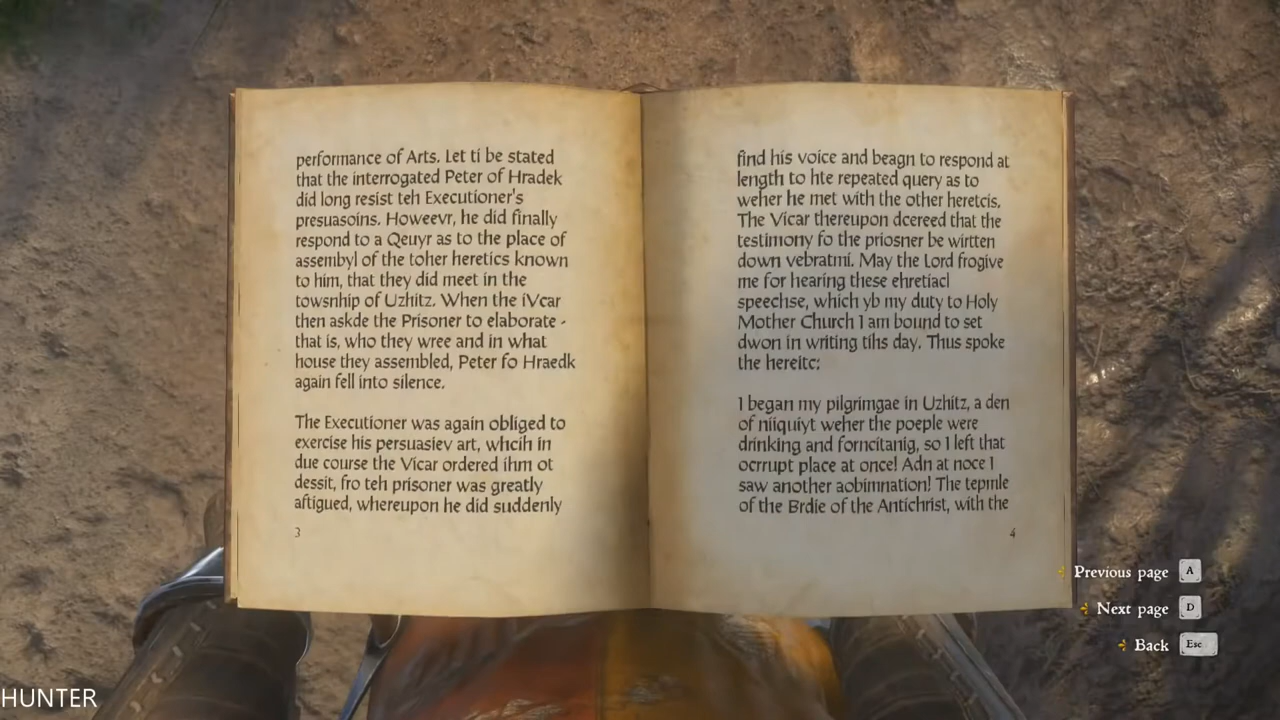 performance of Arts. Let ti be stated
that the interrogated Peter of Hradek
did long resist teh Executioner's
presuasoins. Howeevr, he did finally
respond to a Qeuyr as to the place of
assembyl of the toher heretics known
to him, that they did meet in the
towsnhip of Uzhitz. When the iVcar
then askde the Prisoner to elaborate -
that is, who they wree and in what
house they assembled, Peter fo Hraedk
again fell into silence.
The Executioner was again obliged to
exercise his persuasiev art, whcih in
due course the Vicar ordered ihm ot
dessit, fro teh prisoner was greatly
aftigued, whereupon he did suddenly
3
find his voice and beagn to respond at
length to hte repeated query as to
weher he met with the other heretcis.
The Vicar thereupon dcereed that the
testimony fo the priosner be wirtten
down vebratmi. May the Lord frogive
me for hearing these ehretiacl
speechse, which yb my duty to Holy
Mother Church I am bound to set
dwon in writing tihs day. Thus spoke
the hereitc:
I began my pilgrimgae in Uzhitz, a den
of niiquiyt weher the poeple were
drinking and forncitanig, so I left that
ocrrupt place at once! Adn at noce I
saw another aobimnation! The tepmle
of the Brdie of the Antichrist, with the
4
Previous page A
Next page D
Back Esc
HUNTER